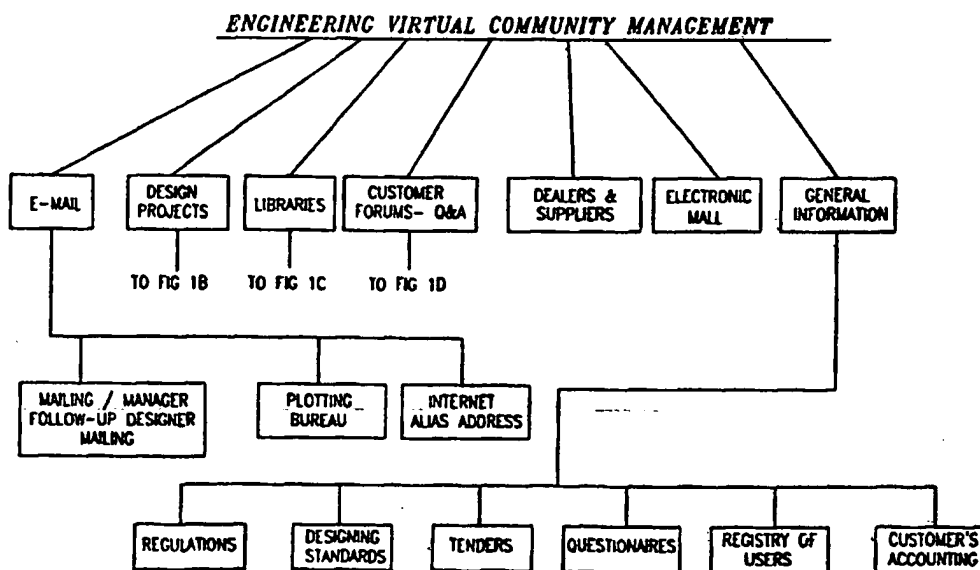 ENGINEERING VIRTUAL COMMUNITY MANAGEMENT
E-MAIL
DESIGN
PROJECTS
LIBRARIES
CUSTOMER
FORUMS- Q&A
DEALERS &
SUPPLIERS
ELECTRONIC
MALL
GENERAL
INFORMATION
TO FIG 1B
TO FIG 1C
TO FIG 1D
MAILING / MANAGER
FOLLOW-UP DESIGNER
MAILING
PLOTTING
BUREAU
INTERNET
ALIAS ADDRESS
REGULATIONS
DESIGNING
STANDARDS
TENDERS
QUESTIONAIRES
REGISTRY OF
USERS
CUSTOMER'S
ACCOUNTING